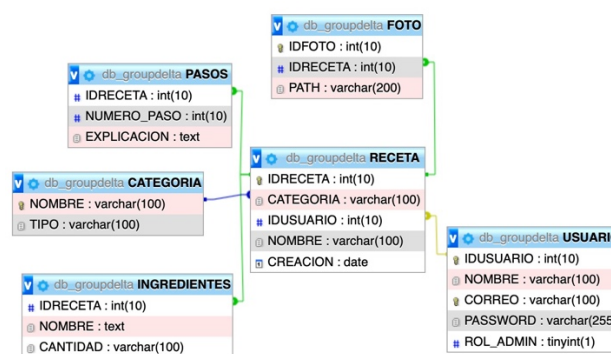 db_groupdelta FOTO
IDFOTO : int(10)
IDRECETA : int(10)
PATH : varchar(200)
db_groupdelta PASOS
IDRECETA : int(10)
NUMERO_PASO : int(10)
EXPLICACION : text
db_groupdelta RECETA
IDRECETA : int(10)
CATEGORIA : varchar(100)
IDUSUARIO : int(10)
NOMBRE : varchar(100)
CREACION : date
db_groupdelta CATEGORIA
NOMBRE : varchar(100)
TIPO : varchar(100)
db_groupdelta USUARIO
IDUSUARIO : int(10)
NOMBRE : varchar(100)
CORREO : varchar(100)
PASSWORD : varchar(255
ROL_ADMIN : tinyint(1)
db_groupdelta INGREDIENTES
IDRECETA : int(10)
NOMBRE : text
CANTIDAD : varchar(100)